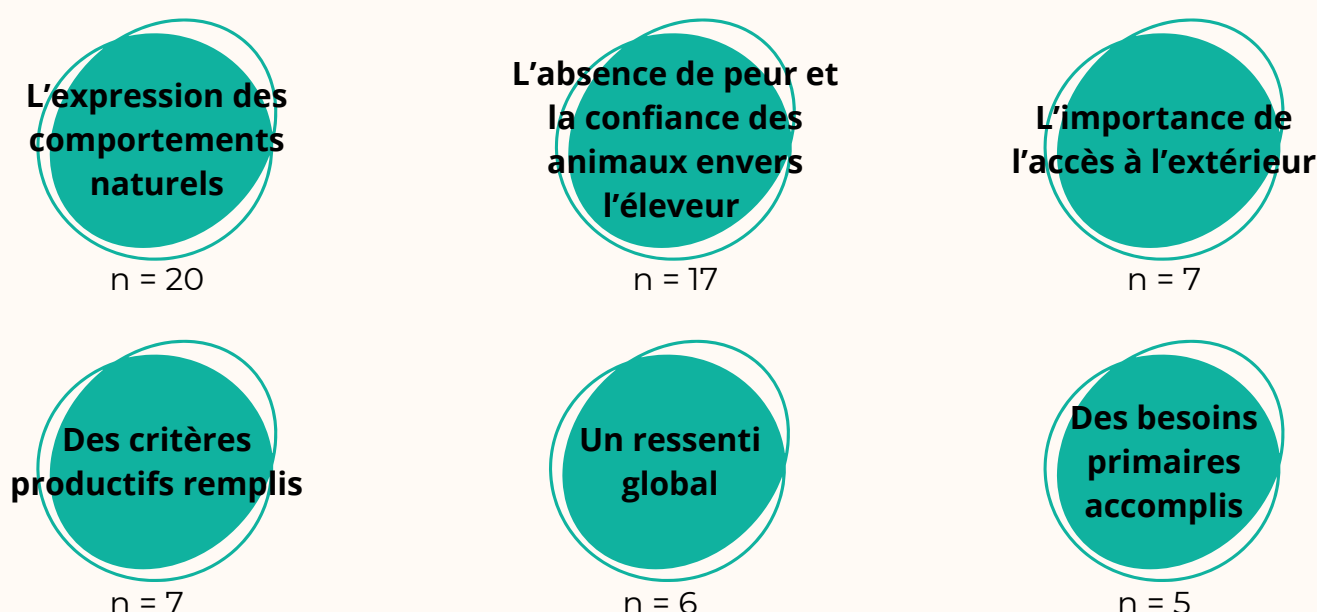 L’expression des
comportements
naturels
n = 20
L’absence de peur et
la confiance des
animaux envers
l’éleveur
n = 17
L’importance de
l’accès à l’extérieur
n = 7
Des critères
productifs remplis
n = 7
Un ressenti
global
n = 6
Des besoins
primaires
accomplis
n = 5